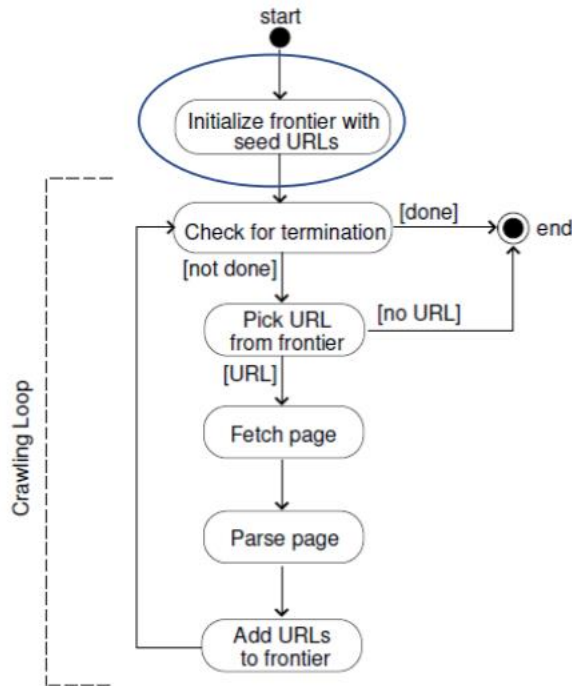 start
Initialize frontier with
seed URLs
Check for termination
[done]
end
[not done]
Pick URL
from frontier
[no URL]
[URL]
Fetch page
Parse page
Add URLs
to frontier
Crawling Loop